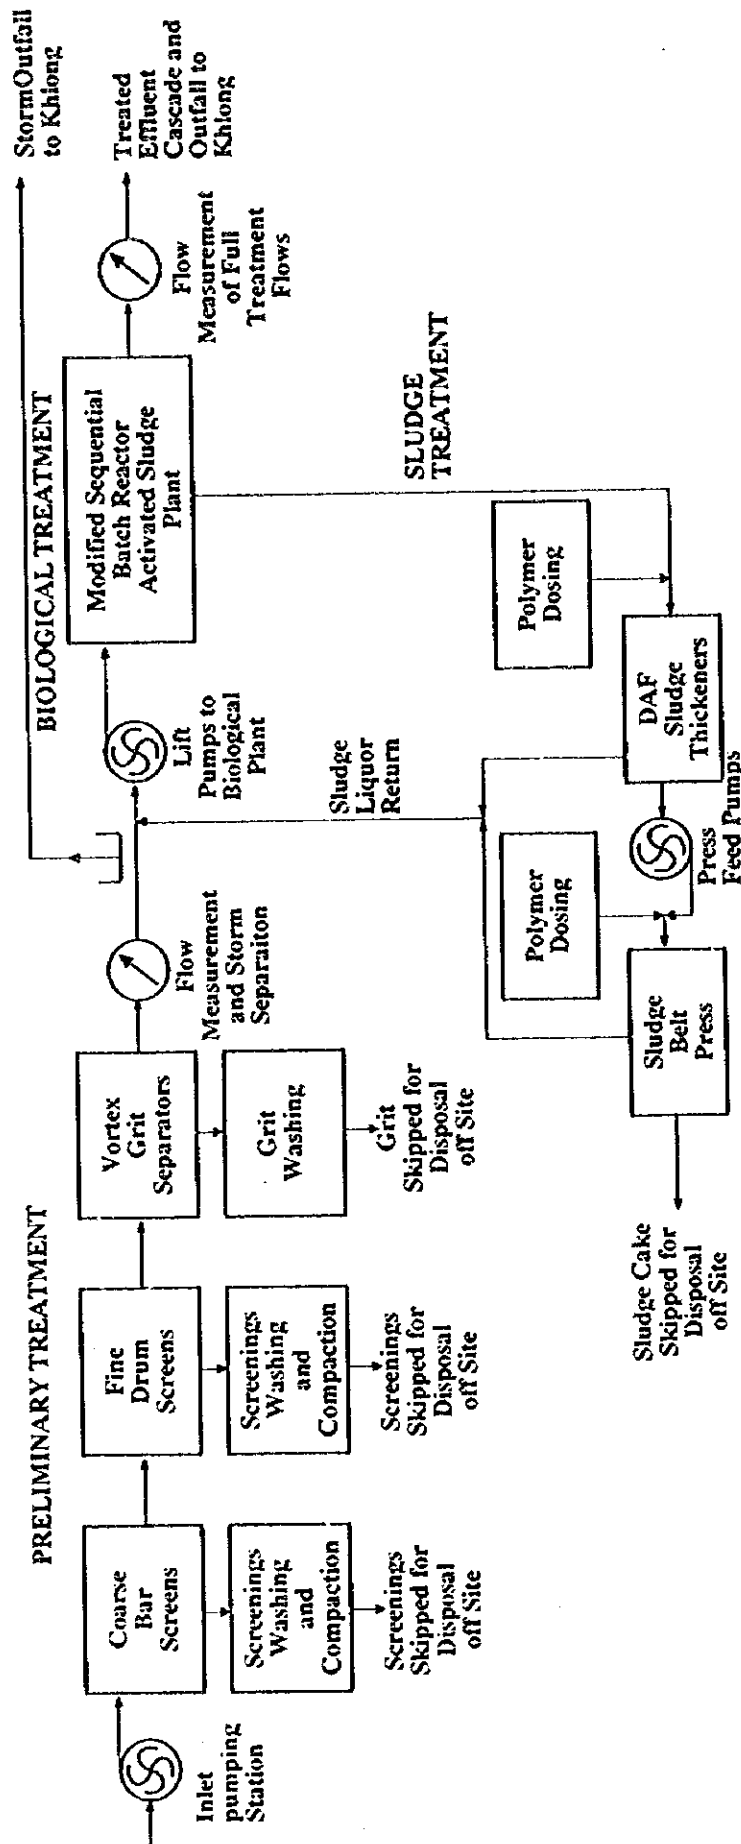 PRELIMINARY TREATMENT
BIOLOGICAL TREATMENT
StormOutfall
to Khlong
Inlet
pumping
Station
Coarse
Bar
Screens
Screenings
Washing
and
Compaction
Screenings
Skipped for
Disposal
off Site
Fine
Drum
Screens
Screenings
Washing
and
Compaction
Screenings
Skipped for
Disposal
off Site
Vortex
Grit
Separators
Grit
Washing
Grit
Skipped for
Disposal
off Site
Flow
Measurement
and Storm
Separaiton
Lift
Pumps to
Biological
Plant
Modified Sequential
Batch Reactor
Activated Sludge
Plant
Flow
Measurement
of Full
Treatment
Flows
Treated
Effluent
Cascade and
Outfall to
Khlong
Sludge
Liquor
Return
SLUDGE
TREATMENT
Polymer
Dosing
DAF
Sludge
Thickeners
Press
Feed Pumps
Polymer
Dosing
Sludge
Belt
Press
Sludge Cake
Skipped for
Disposal
off Site